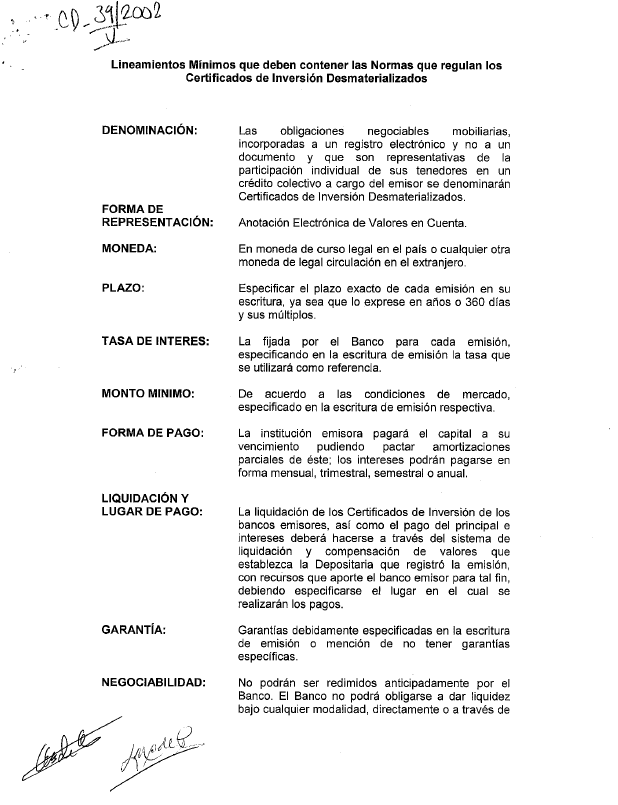 CD_39/2002
V
Lineamientos Mínimos que deben contener las Normas que regulan los
Certificados de Inversión Desmaterializados
DENOMINACIÓN: Las obligaciones negociables mobiliarias,
incorporadas a un registro electrónico y no a un
documento y que son representativas de la
participación individual de sus tenedores en un
crédito colectivo a cargo del emisor se denominarán
Certificados de Inversión Desmaterializados.
FORMA DE
REPRESENTACIÓN: Anotación Electrónica de Valores en Cuenta.
MONEDA: En moneda de curso legal en el país o cualquier otra
moneda de legal circulación en el extranjero.
PLAZO: Especificar el plazo exacto de cada emisión en su
escritura, ya sea que lo exprese en años o 360 días
y sus múltiplos.
TASA DE INTERES: La fijada por el Banco para cada emisión,
especificando en la escritura de emisión la tasa que
se utilizará como referencia.
MONTO MINIMO: De acuerdo a las condiciones de mercado,
especificado en la escritura de emisión respectiva.
FORMA DE PAGO: La institución emisora pagará el capital a su
vencimiento pudiendo pactar amortizaciones
parciales de éste; los intereses podrán pagarse en
forma mensual, trimestral, semestral o anual.
LIQUIDACIÓN Y
LUGAR DE PAGO: La liquidación de los Certificados de Inversión de los
bancos emisores, así como el pago del principal e
intereses deberá hacerse a través del sistema de
liquidación y compensación de valores que
establezca la Depositaria que registró la emisión,
con recursos que aporte el banco emisor para tal fin,
debiendo especificarse el lugar en el cual se
realizarán los pagos.
GARANTÍA: Garantías debidamente especificadas en la escritura
de emisión o mención de no tener garantías
específicas.
NEGOCIABILIDAD: No podrán ser redimidos anticipadamente por el
Banco. El Banco no podrá obligarse a dar liquidez
bajo cualquier modalidad, directamente o a través de